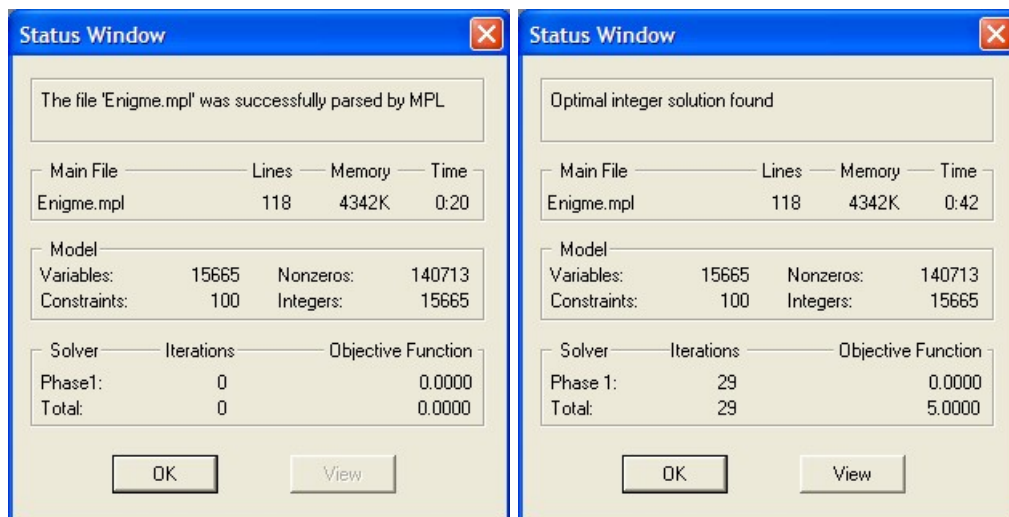 Status Window
The file 'Enigme.mpl' was successfully parsed by MPL
Main File Lines Memory Time
Enigme.mpl 118 4342K 0:20
Model
Variables: 15665 Nonzeros: 140713
Constraints: 100 Integers: 15665
Solver Iterations Objective Function
Phase1: 0 0.0000
Total: 0 0.0000
OK View
Status Window
Optimal integer solution found
Main File Lines Memory Time
Enigme.mpl 118 4342K 0:42
Model
Variables: 15665 Nonzeros: 140713
Constraints: 100 Integers: 15665
Solver Iterations Objective Function
Phase 1: 29 0.0000
Total: 29 5.0000
OK View